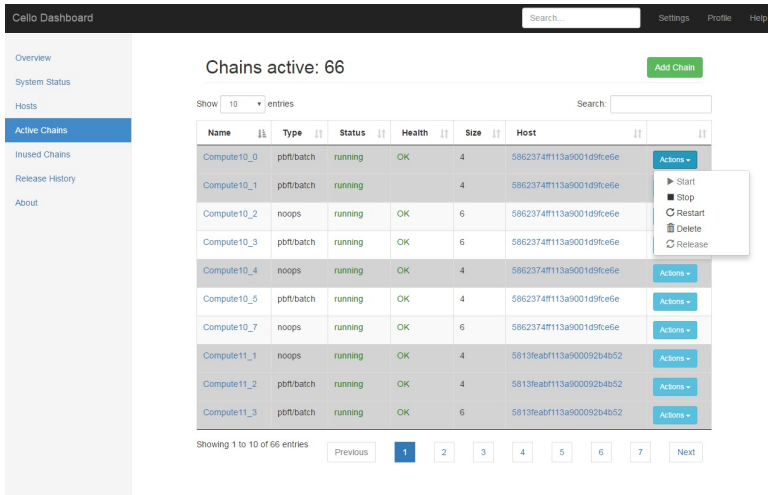 Cello Dashboard
Search...
Settings Profile Help
Overview
System Status
Hosts
Active Chains
Inused Chains
Release History
About
Chains active: 66
Add Chain
Show 10 entries
Search:
Name Type Status Health Size Host
Compute10_0 pbft/batch running OK 4 5862374ff113a9001d9fce6e Actions
Compute10_1 pbft/batch running 4 5862374ff113a9001d9fce6e
Compute10_2 noops running OK 6 5862374ff113a9001d9fce6e
Compute10_3 pbft/batch running OK 6 5862374ff113a9001d9fce6e
Start
Stop
Restart
Delete
Release
Compute10_4 noops running OK 4 5862374ff113a9001d9fce6e Actions
Compute10_5 pbft/batch running OK 4 5862374ff113a9001d9fce6e Actions
Compute10_7 noops running OK 6 5862374ff113a9001d9fce6e Actions
Compute11_1 noops running OK 4 5813feabf113a900092b4b52 Actions
Compute11_2 pbft/batch running OK 4 5813feabf113a900092b4b52 Actions
Compute11_3 pbft/batch running OK 6 5813feabf113a900092b4b52 Actions
Showing 1 to 10 of 66 entries
Previous 1 2 3 4 5 6 7 Next